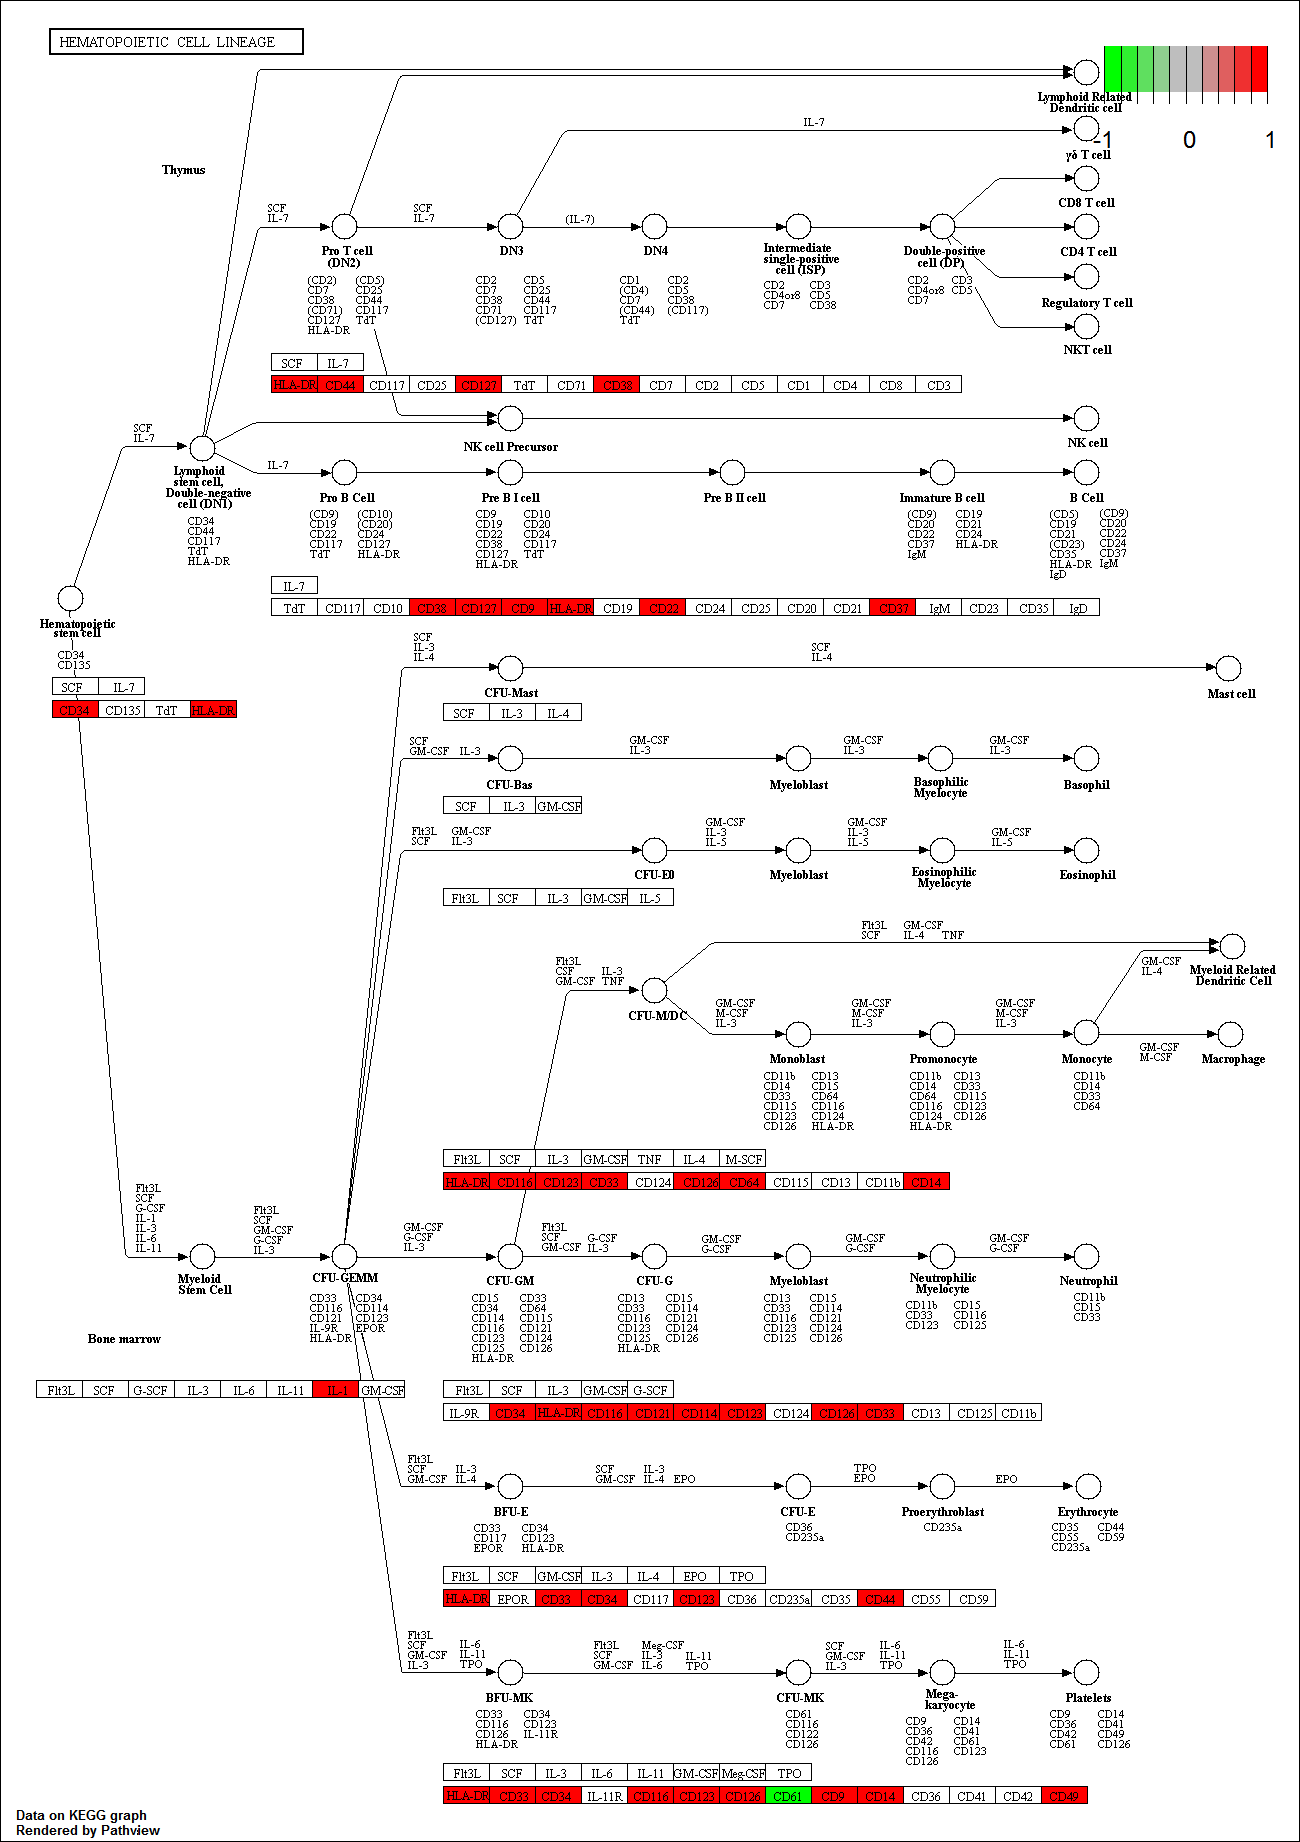 HEMATOPOIETIC CELL LINEAGE
-1 0 1
Lymphoid Related
Dendritic cell
IL-7
γδ T cell
Thymus
CD8 T cell
SCF
IL-7
SCF
IL-7
(IL-7)
Pro T cell
(DN2)
DN3
DN4
Intermediate
single-positive
cell (ISP)
Double-positive
cell (DP)
CD4 T cell
Regulatory T cell
NKT cell
(CD2) (CD5)
CD7 CD25
CD38 CD44
(CD71) CD117
CD127 TdT
HLA-DR
CD2 CD5
CD7 CD25
CD38 CD44
CD71 CD117
(CD127) TdT
CD1 CD2
(CD4) CD5
CD7 CD38
(CD44) (CD117)
TdT
CD2 CD3
CD4or8 CD5
CD7 CD38
CD2 CD3
CD4or8 CD5
CD7
SCF IL-7
HLA-DR CD44 CD117 CD25 CD127 TdT CD71 CD38 CD7 CD2 CD5 CD1 CD4 CD8 CD3
SCF
IL-7
NK cell Precursor
NK cell
Lymphoid
stem cell,
Double-negative
cell (DN1)
IL-7
Pro B Cell
Pre B I cell
Pre B II cell
Immature B cell
B Cell
CD34
CD44
CD117
TdT
HLA-DR
(CD9) (CD10)
CD19 (CD20)
CD22 CD24
CD117 CD127
TdT HLA-DR
CD9 CD10
CD19 CD20
CD22 CD24
CD38 CD117
CD127 TdT
HLA-DR
(CD9) CD19
CD20 CD21
CD22 CD24
CD37 HLA-DR
IgM
(CD5) (CD9)
CD19 CD20
CD21 CD22
(CD23) CD24
CD35 CD37
HLA-DR IgM
IgD
IL-7
TdT CD117 CD10 CD38 CD127 CD9 HLA-DR CD19 CD22 CD24 CD25 CD20 CD21 CD37 IgM CD23 CD35 IgD
Hematopoietic
stem cell
CD34
CD135
SCF IL-7
CD34 CD135 TdT HLA-DR
SCF
IL-3
IL-4
SCF
IL-4
CFU-Mast
Mast cell
SCF IL-3 IL-4
SCF
GM-CSF IL-3
GM-CSF
IL-3
GM-CSF
IL-3
GM-CSF
IL-3
CFU-Bas
Myeloblast
Basophilic
Myelocyte
Basophil
SCF IL-3 GM-CSF
Flt3L GM-CSF
SCF IL-3
GM-CSF
IL-3
IL-5
GM-CSF
IL-3
IL-5
GM-CSF
IL-5
CFU-E0
Myeloblast
Eosinophilic
Myelocyte
Eosinophil
Flt3L SCF IL-3 GM-CSF IL-5
Flt3L GM-CSF
SCF IL-4 TNF
Flt3L
CSF IL-3
GM-CSF TNF
GM-CSF
IL-4
Myeloid Related
Dendritic Cell
CFU-M/DC
GM-CSF
M-CSF
IL-3
GM-CSF
M-CSF
IL-3
GM-CSF
M-CSF
IL-3
GM-CSF
M-CSF
Monoblast
Promonocyte
Monocyte
Macrophage
CD11b CD13
CD14 CD15
CD33 CD64
CD115 CD116
CD123 CD124
CD126 HLA-DR
CD11b CD13
CD14 CD33
CD64 CD115
CD116 CD123
CD124 CD126
HLA-DR
CD11b
CD14
CD33
CD64
Flt3L SCF IL-3 GM-CSF TNF IL-4 M-SCF
HLA-DR CD116 CD123 CD33 CD124 CD126 CD64 CD115 CD13 CD11b CD14
Flt3L
SCF
G-CSF
IL-1
IL-3
IL-6
IL-11
Flt3L
SCF
GM-CSF
G-CSF
IL-3
GM-CSF
G-CSF
IL-3
Flt3L
SCF G-CSF
GM-CSF IL-3
GM-CSF
G-CSF
GM-CSF
G-CSF
GM-CSF
G-CSF
Myeloid
Stem Cell
CFU-GEMM
CFU-GM
CFU-G
Myeloblast
Neutrophilic
Myelocyte
Neutrophil
CD33 CD34
CD116 CD114
CD121 CD123
IL-9R EPOR
HLA-DR
CD15 CD33
CD34 CD64
CD114 CD115
CD116 CD121
CD123 CD124
CD125 CD126
HLA-DR
CD13 CD15
CD33 CD114
CD116 CD121
CD123 CD124
CD125 CD126
HLA-DR
CD13 CD15
CD33 CD114
CD116 CD121
CD123 CD124
CD125 CD126
CD11b CD15
CD33 CD116
CD123 CD125
CD11b
CD15
CD33
Bone marrow
Flt3L SCF G-SCF IL-3 IL-6 IL-11 IL-1 GM-CSF
Flt3L SCF IL-3 GM-CSF G-SCF
IL-9R CD34 HLA-DR CD116 CD121 CD114 CD123 CD124 CD126 CD33 CD13 CD125 CD11b
Flt3L
SCF IL-3
GM-CSF IL-4
SCF IL-3
GM-CSF IL-4 EPO
TPO
EPO
EPO
BFU-E
CFU-E
Proerythroblast
Erythrocyte
CD33 CD34
CD117 CD123
EPOR HLA-DR
CD36
CD235a
CD235a
CD35 CD44
CD55 CD59
CD235a
Flt3L SCF GM-CSF IL-3 IL-4 EPO TPO
HLA-DR EPOR CD33 CD34 CD117 CD123 CD36 CD235a CD35 CD44 CD55 CD59
Flt3L
SCF IL-6
GM-CSF IL-11
IL-3 TPO
Flt3L Meg-CSF
SCF IL-3 IL-11
GM-CSF IL-6 TPO
SCF IL-6
GM-CSF IL-11
IL-3 TPO
IL-6
IL-11
TPO
BFU-MK
CFU-MK
Mega-
karyocyte
Platelets
CD33 CD34
CD116 CD123
CD126 IL-11R
HLA-DR
CD61
CD116
CD122
CD126
CD9 CD14
CD36 CD41
CD42 CD61
CD116 CD123
CD126
CD9 CD14
CD36 CD41
CD42 CD49
CD61 CD126
Flt3L SCF IL-3 IL-6 IL-11 GM-CSF Meg-CSF TPO
HLA-DR CD33 CD34 IL-11R CD116 CD123 CD126 CD61 CD9 CD14 CD36 CD41 CD42 CD49
Data on KEGG graph
Rendered by Pathview